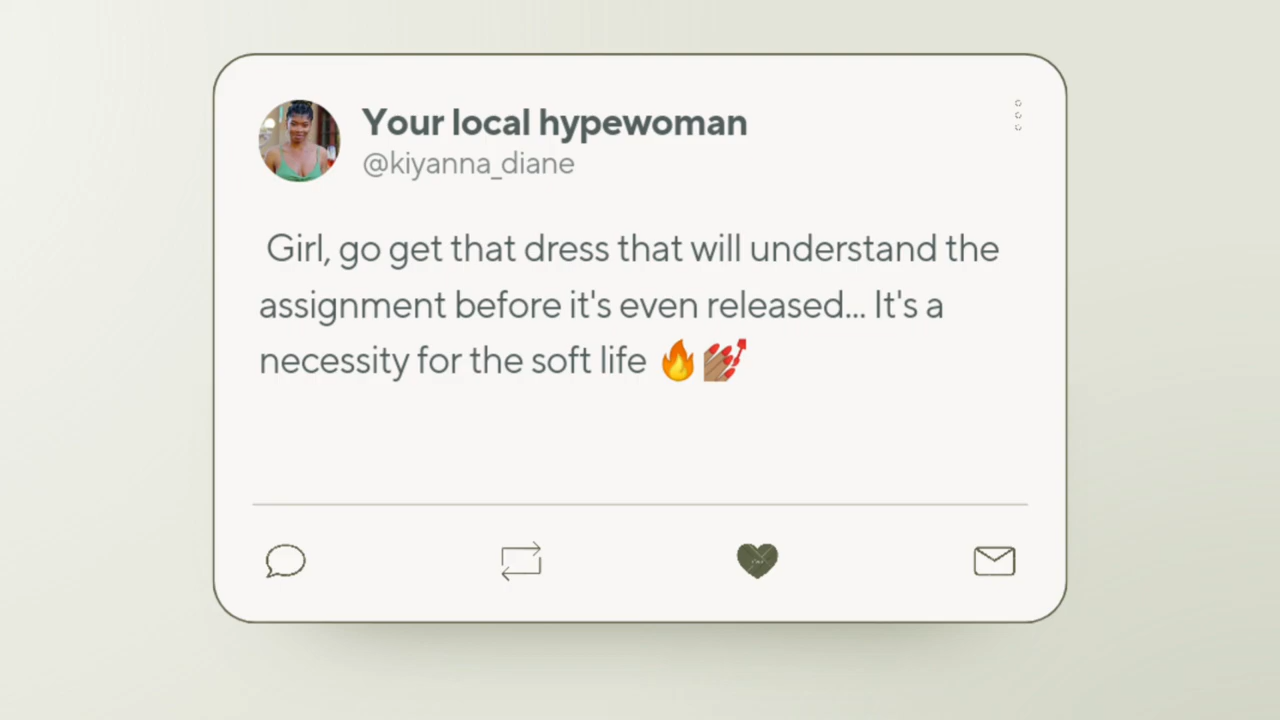 Your local hypewoman
@kiyanna_diane
Girl, go get that dress that will understand the
assignment before it's even released... It's a
necessity for the soft life 🔥💅🏽